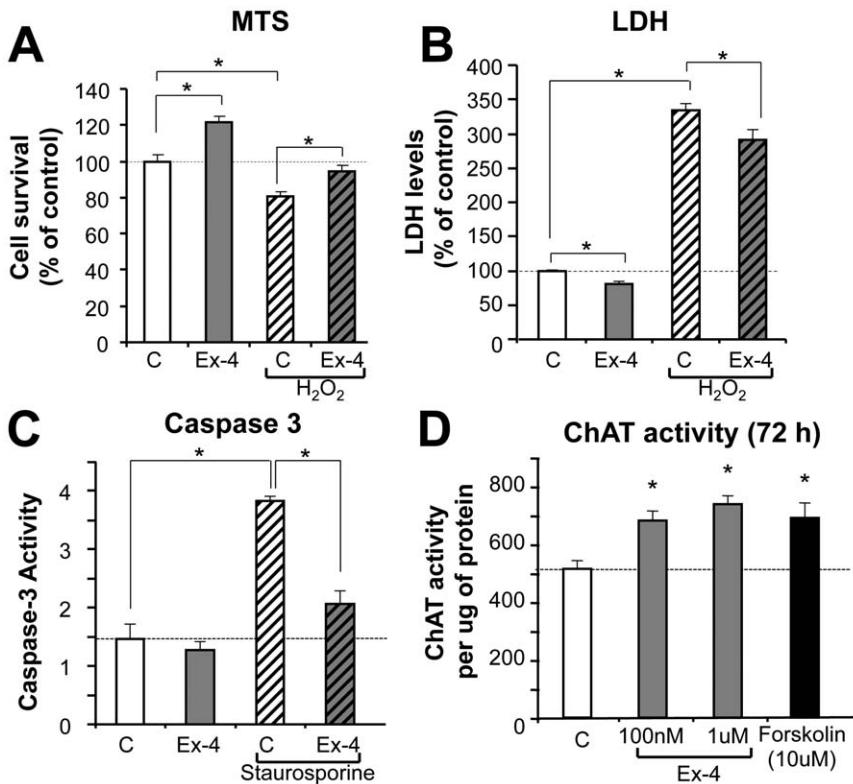 A
MTS
*
*
*
Cell survival
(% of control)
140
120
100
80
60
40
20
0
C
Ex-4
C
Ex-4
H₂O₂
B
LDH
*
*
*
LDH levels
(% of control)
400
350
300
250
200
150
100
50
0
C
Ex-4
C
Ex-4
H₂O₂
C
Caspase 3
*
*
Caspase-3 Activity
4
3
2
1
0
C
Ex-4
C
Ex-4
Staurosporine
D
ChAT activity (72 h)
*
*
*
ChAT activity
per ug of protein
800
600
400
200
0
C
100nM
1uM
Forskolin
(10uM)
Ex-4